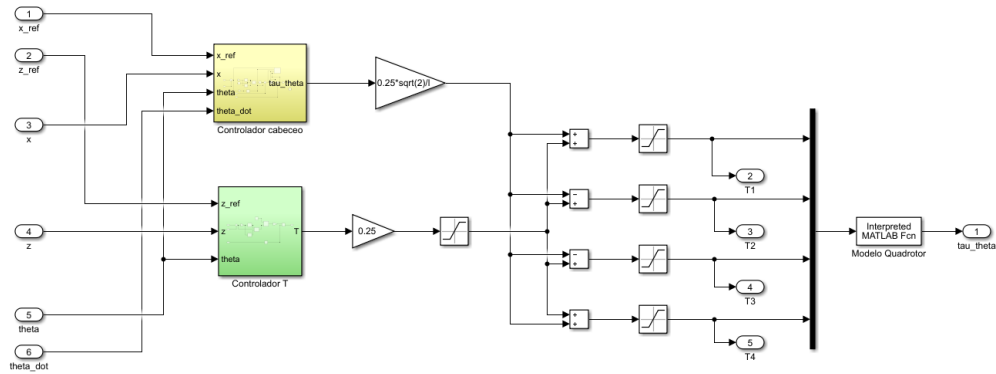 1
x_ref
2
z_ref
3
x
4
z
5
theta
6
theta_dot
x_ref
x
theta
theta_dot
tau_theta
Controlador cabeceo
z_ref
z
theta
T
Controlador T
0.25*sqrt(2)/l
0.25
+
+
−
+
−
+
+
+
2
T1
3
T2
4
T3
5
T4
Interpreted
MATLAB Fcn
Modelo Quadrotor
1
tau_theta